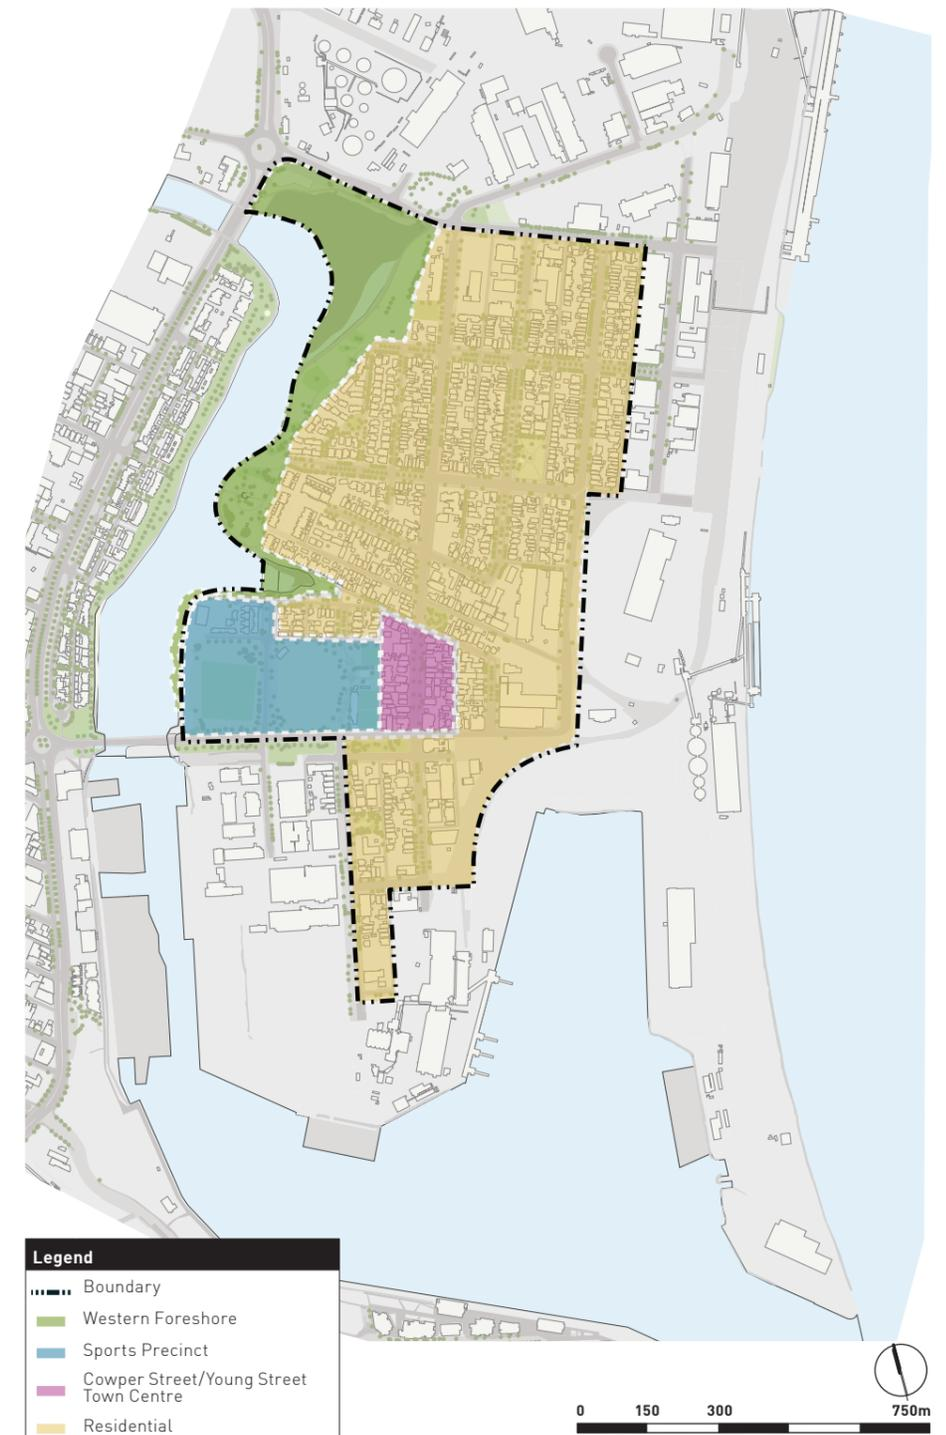 Legend
Boundary
Western Foreshore
Sports Precinct
Cowper Street/Young Street
Town Centre
Residential
0 150 300 750m